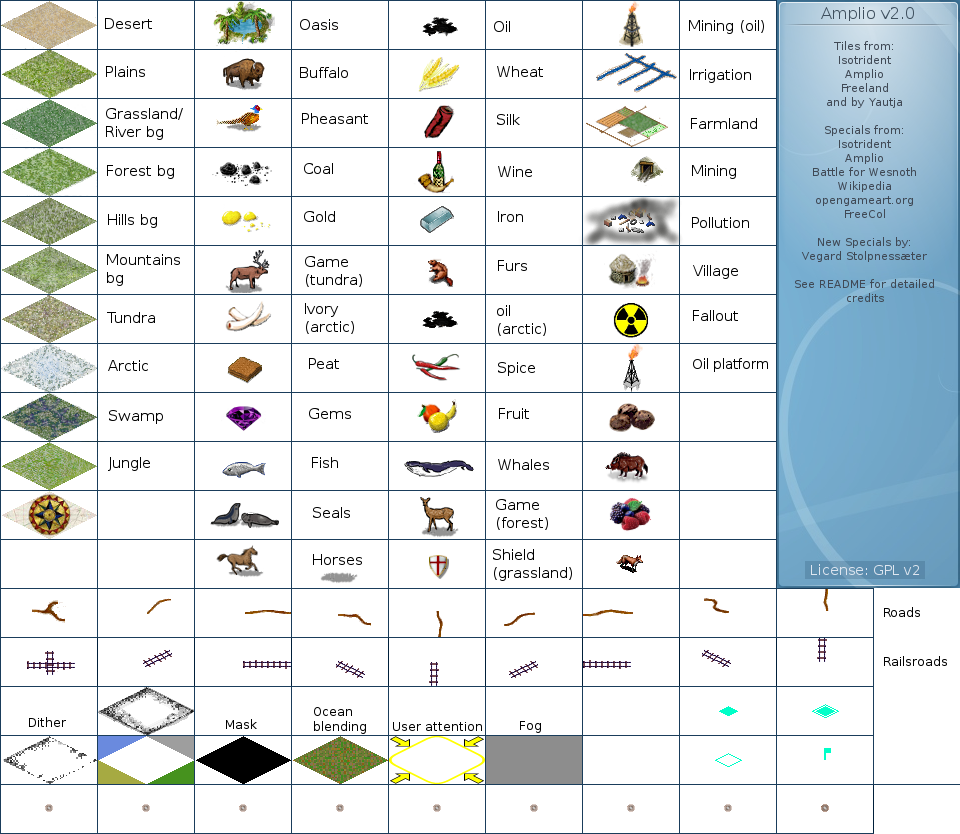 Desert
Oasis
Oil
Mining (oil)
Plains
Buffalo
Wheat
Irrigation
Grassland/
River bg
Pheasant
Silk
Farmland
Forest bg
Coal
Wine
Mining
Hills bg
Gold
Iron
Pollution
Mountains
bg
Game
(tundra)
Furs
Village
Tundra
Ivory
(arctic)
oil
(arctic)
Fallout
Arctic
Peat
Spice
Oil platform
Swamp
Gems
Fruit
Jungle
Fish
Whales
Seals
Game
(forest)
Horses
Shield
(grassland)
Amplio v2.0
Tiles from:
Isotrident
Amplio
Freeland
and by Yautja
Specials from:
Isotrident
Amplio
Battle for Wesnoth
Wikipedia
opengameart.org
FreeCol
New Specials by:
Vegard Stolpnessæter
See README for detailed
credits
License: GPL v2
Roads
Railsroads
Dither
Mask
Ocean
blending
User attention
Fog